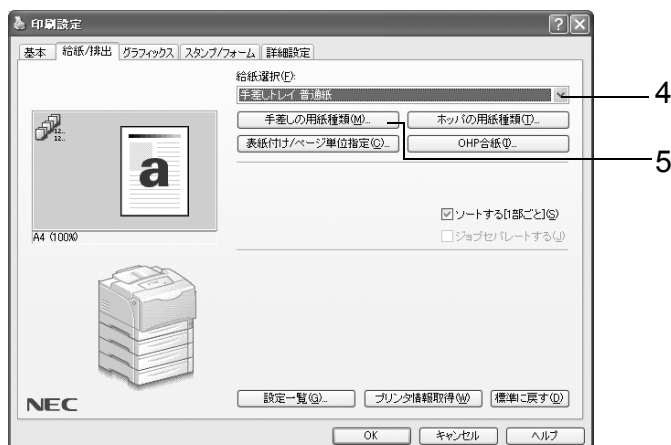 印刷設定
基本 給紙/排出 グラフィックス スタンプ/フォーム 詳細設定
給紙選択(F):
手差しトレイ 普通紙
4
手差しの用紙種類(M)... ホッパの用紙種類(T)...
表紙付け/ページ単位指定(C)... OHP合紙(I)...
5
12..
12..
a
A4 (100%)
ソートする[1部ごと](S)
ジョブセパレートする(J)
NEC
設定一覧(G)... プリンタ情報取得(W) 標準に戻す(D)
OK キャンセル ヘルプ